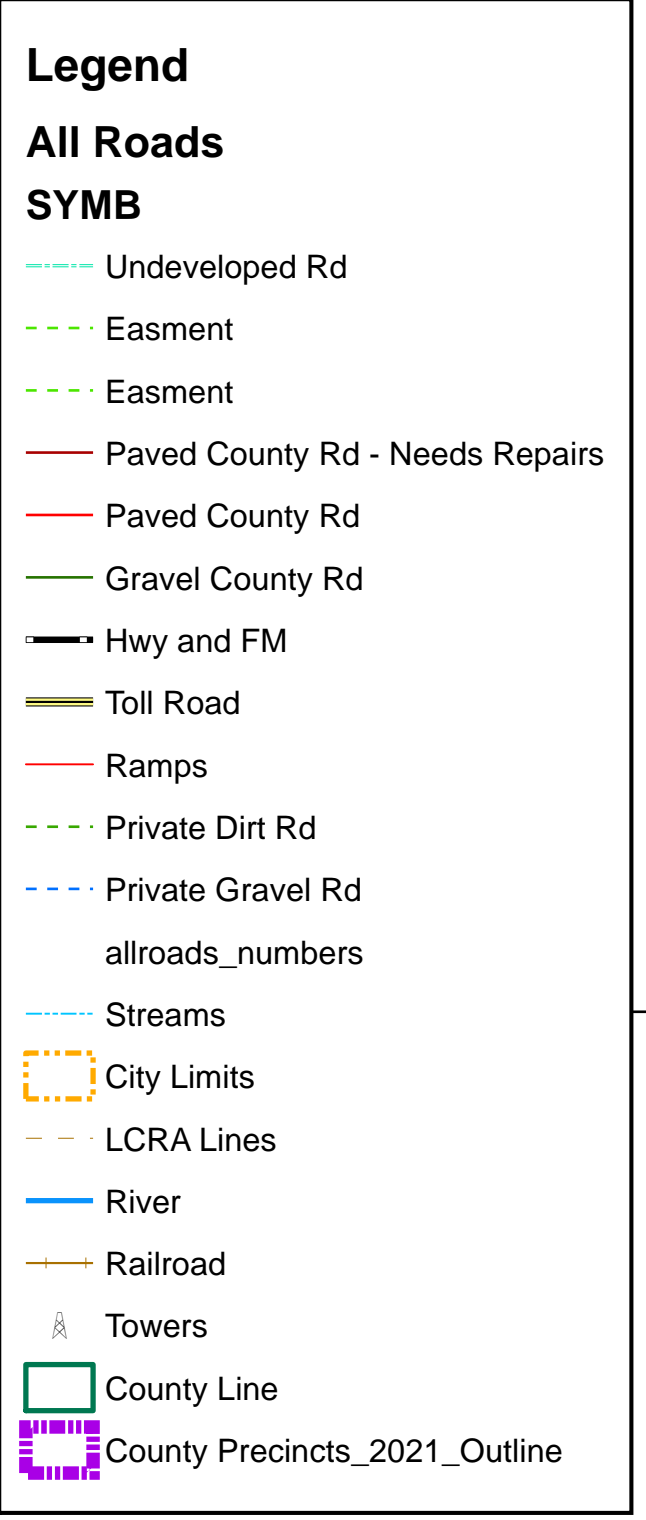 Legend
All Roads
SYMB
Undeveloped Rd
Easment
Easment
Paved County Rd - Needs Repairs
Paved County Rd
Gravel County Rd
Hwy and FM
Toll Road
Ramps
Private Dirt Rd
Private Gravel Rd
allroads_numbers
Streams
City Limits
LCRA Lines
River
Railroad
Towers
County Line
County Precincts_2021_Outline